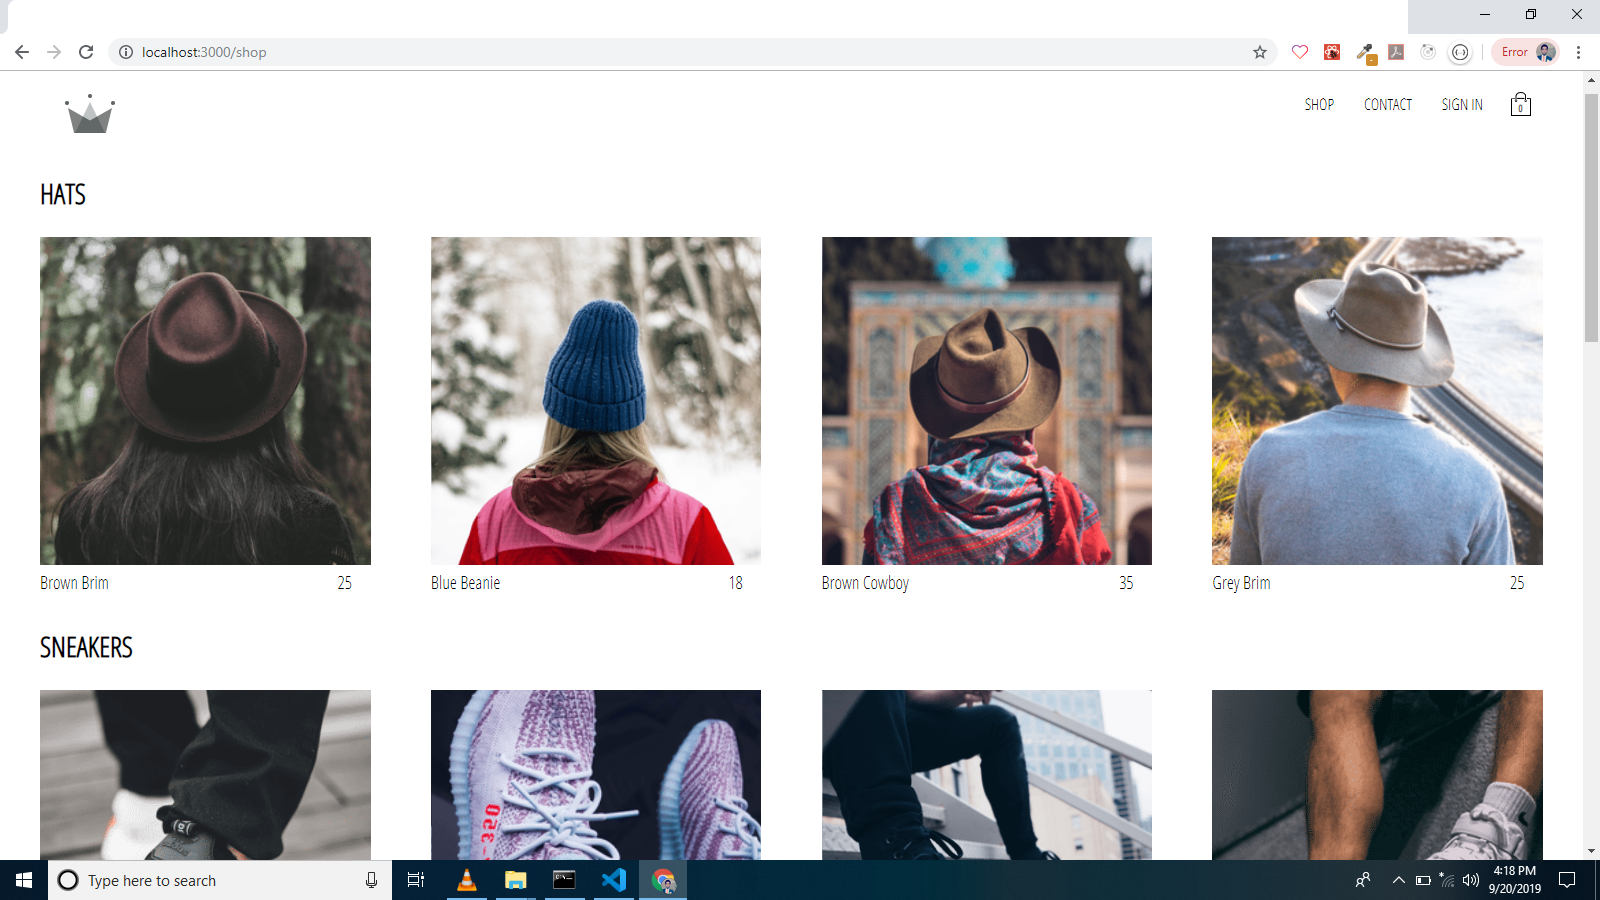 localhost:3000/shop
Error
SHOP CONTACT SIGN IN 0
HATS
Brown Brim 25
Blue Beanie 18
Brown Cowboy 35
Grey Brim 25
SNEAKERS
Type here to search
4:18 PM
9/20/2019